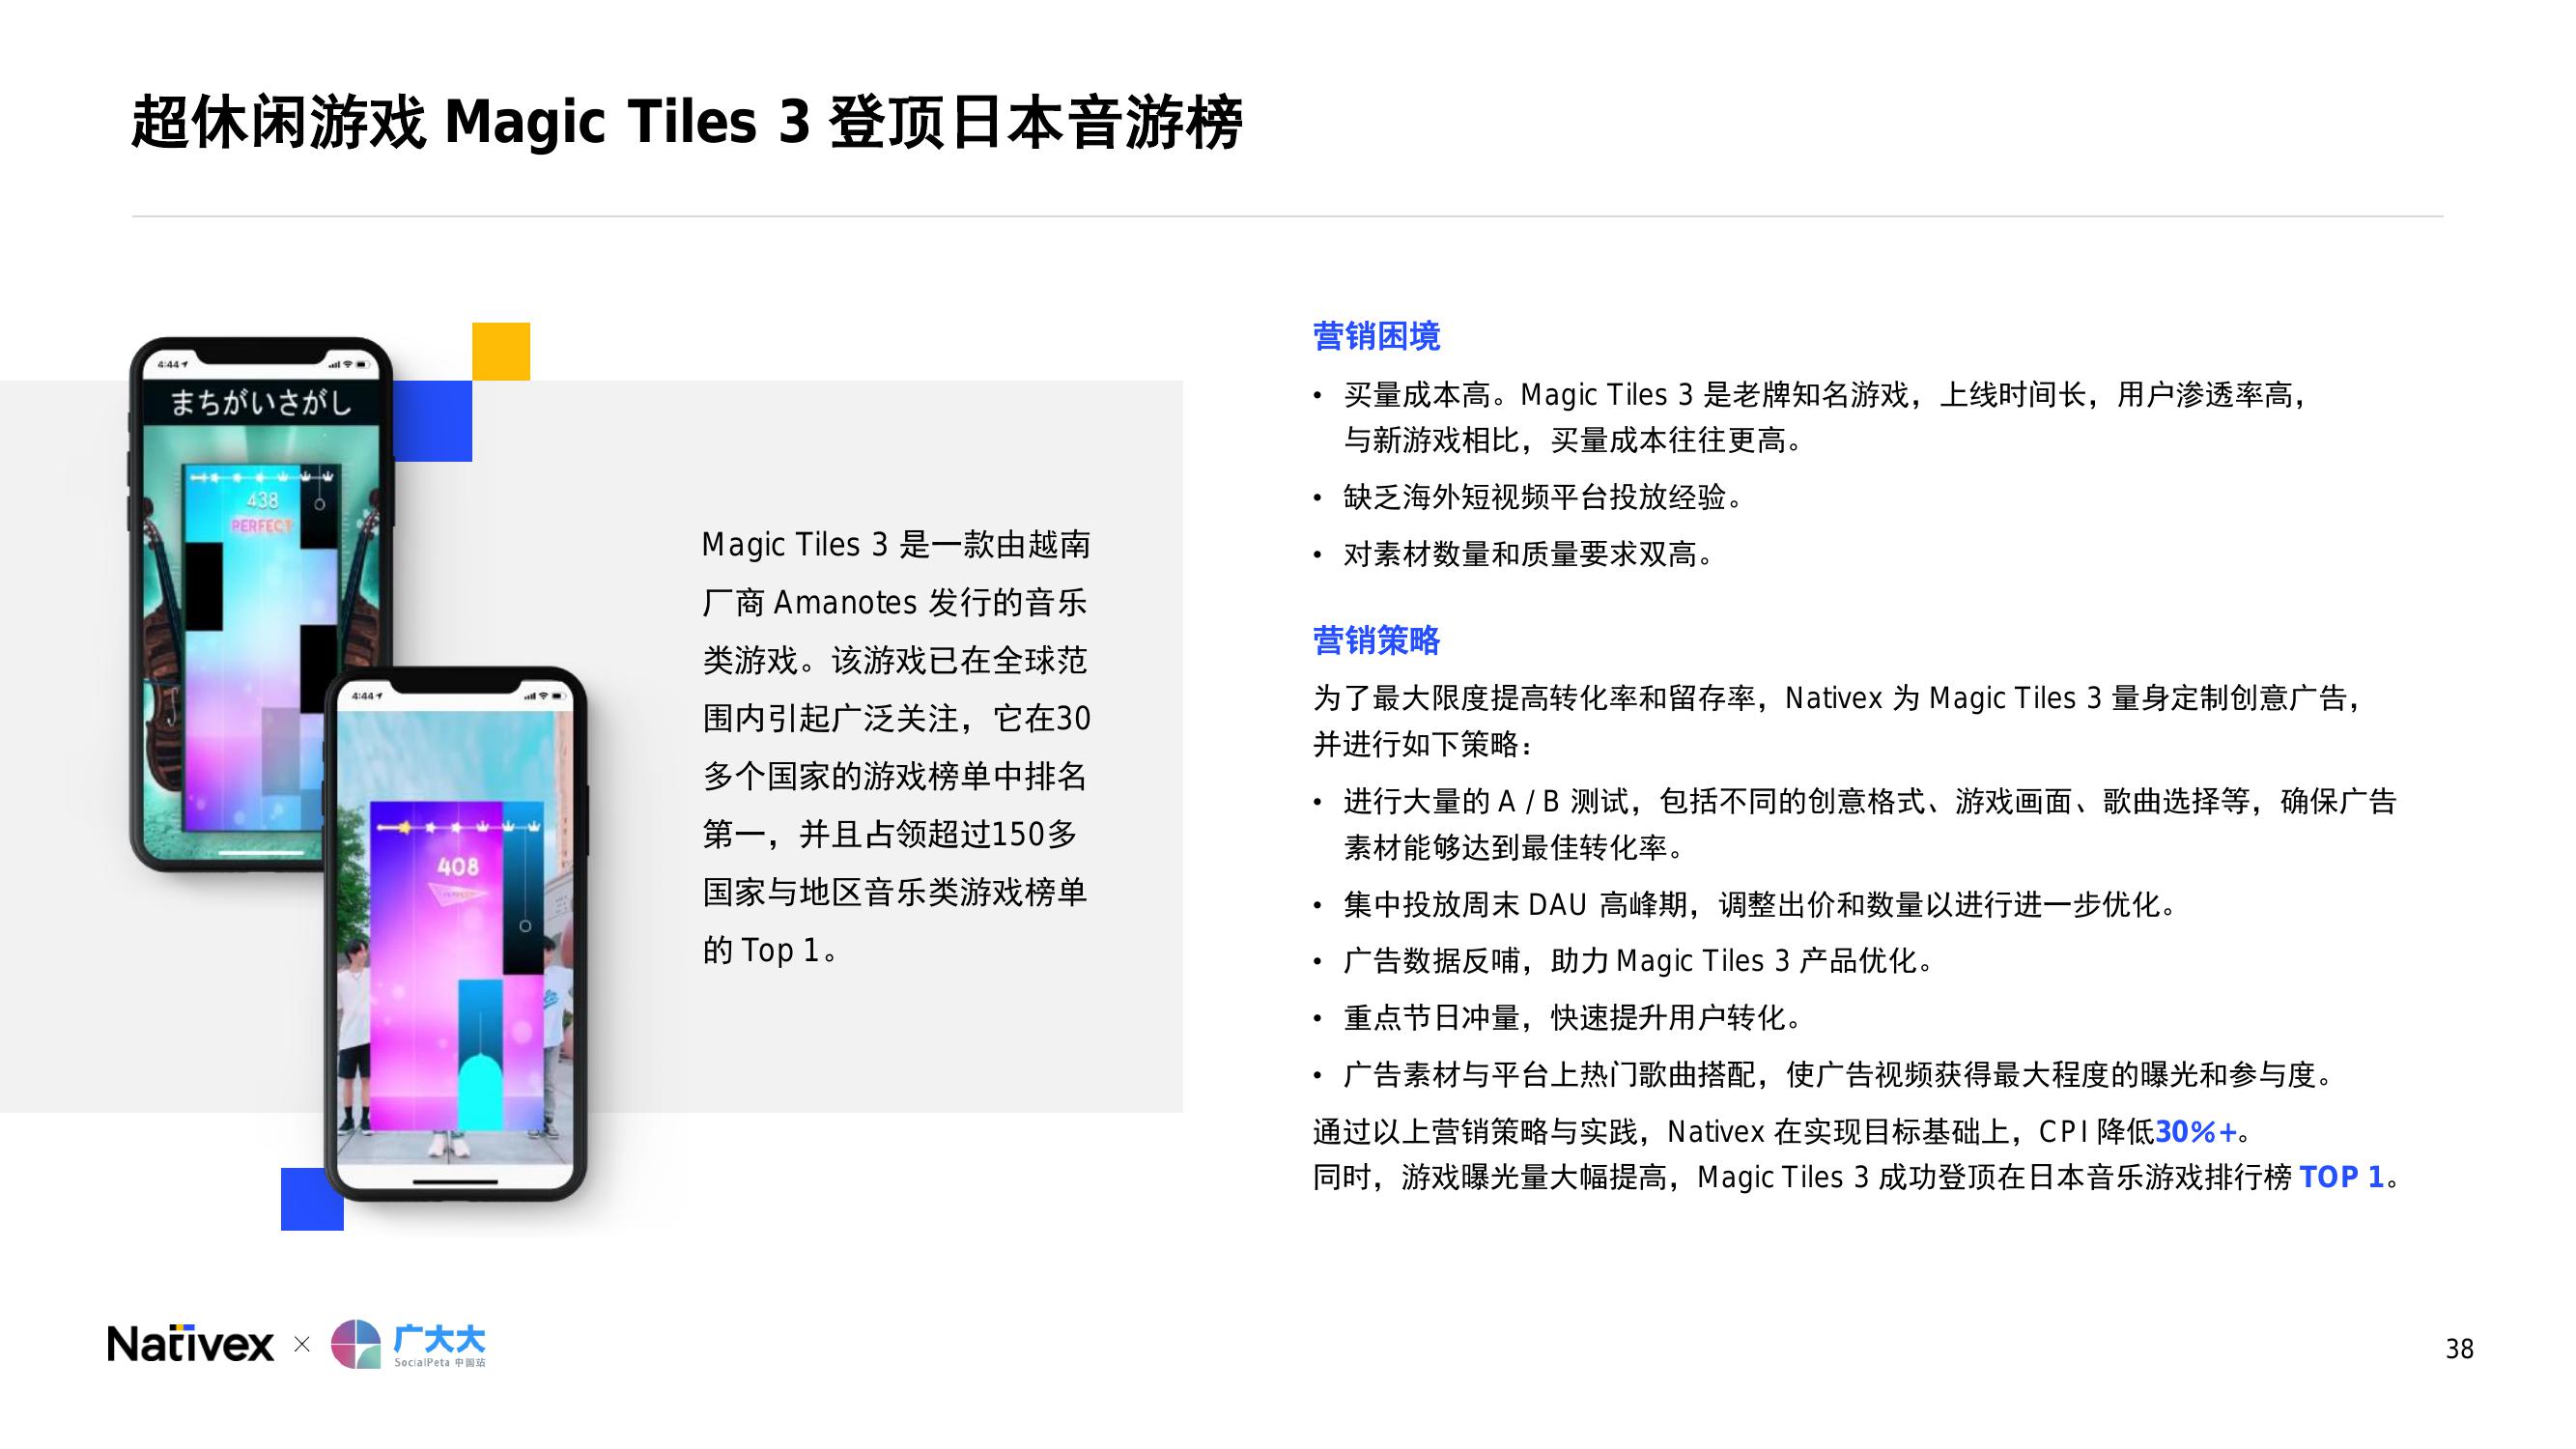 超休闲游戏 Magic Tiles 3 登顶日本音游榜
4:44
まちがいさがし
438
PERFECT
4:44
408
Magic Tiles 3 是一款由越南
厂商 Amanotes 发行的音乐
类游戏。该游戏已在全球范
围内引起广泛关注，它在30
多个国家的游戏榜单中排名
第一，并且占领超过150多
国家与地区音乐类游戏榜单
的 Top 1。
营销困境
• 买量成本高。Magic Tiles 3 是老牌知名游戏，上线时间长，用户渗透率高，
与新游戏相比，买量成本往往更高。
• 缺乏海外短视频平台投放经验。
• 对素材数量和质量要求双高。
营销策略
为了最大限度提高转化率和留存率，Nativex 为 Magic Tiles 3 量身定制创意广告，
并进行如下策略：
• 进行大量的 A / B 测试，包括不同的创意格式、游戏画面、歌曲选择等，确保广告
素材能够达到最佳转化率。
• 集中投放周末 DAU 高峰期，调整出价和数量以进行进一步优化。
• 广告数据反哺，助力 Magic Tiles 3 产品优化。
• 重点节日冲量，快速提升用户转化。
• 广告素材与平台上热门歌曲搭配，使广告视频获得最大程度的曝光和参与度。
通过以上营销策略与实践，Nativex 在实现目标基础上，CPI 降低30%+。
同时，游戏曝光量大幅提高，Magic Tiles 3 成功登顶在日本音乐游戏排行榜 TOP 1。
Nativex × 广大大
SocialPeta 中国站
38